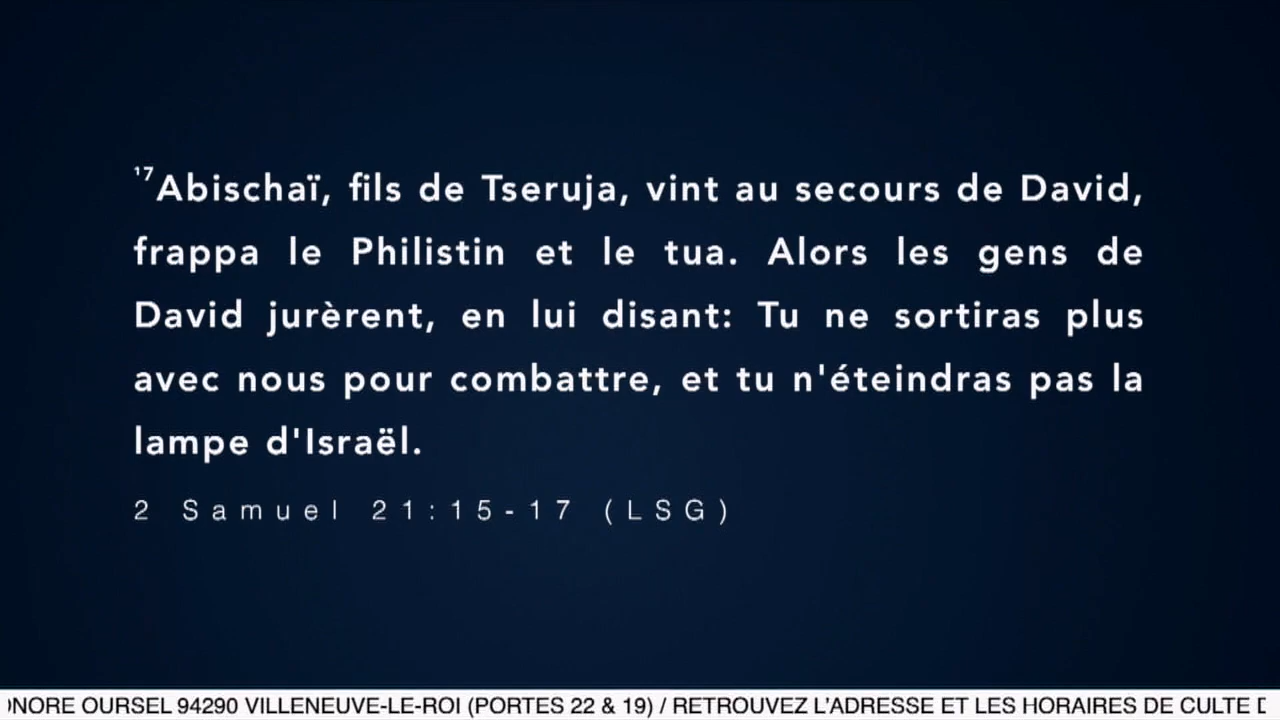 17Abischaï, fils de Tseruja, vint au secours de David,
frappa le Philistin et le tua. Alors les gens de
David jurèrent, en lui disant: Tu ne sortiras plus
avec nous pour combattre, et tu n'éteindras pas la
lampe d'Israël.
2 Samuel 21:15-17 (LSG)
OURSEL 94290 VILLENEUVE-LE-ROI (PORTES 22 & 19) / RETROUVEZ L'ADRESSE ET LES HORAIRES DE CULTE